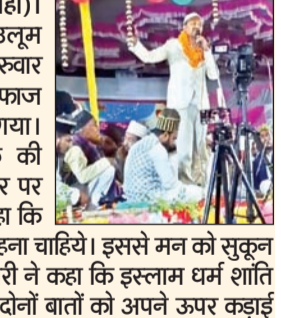 हा)।
उलूम
रुवार
फाज
गया।
की
र पर
हा कि
हना चाहिये। इससे मन को सुकून
री ने कहा कि इस्लाम धर्म शांति
दोनों बातों को अपने ऊपर कड़ाई